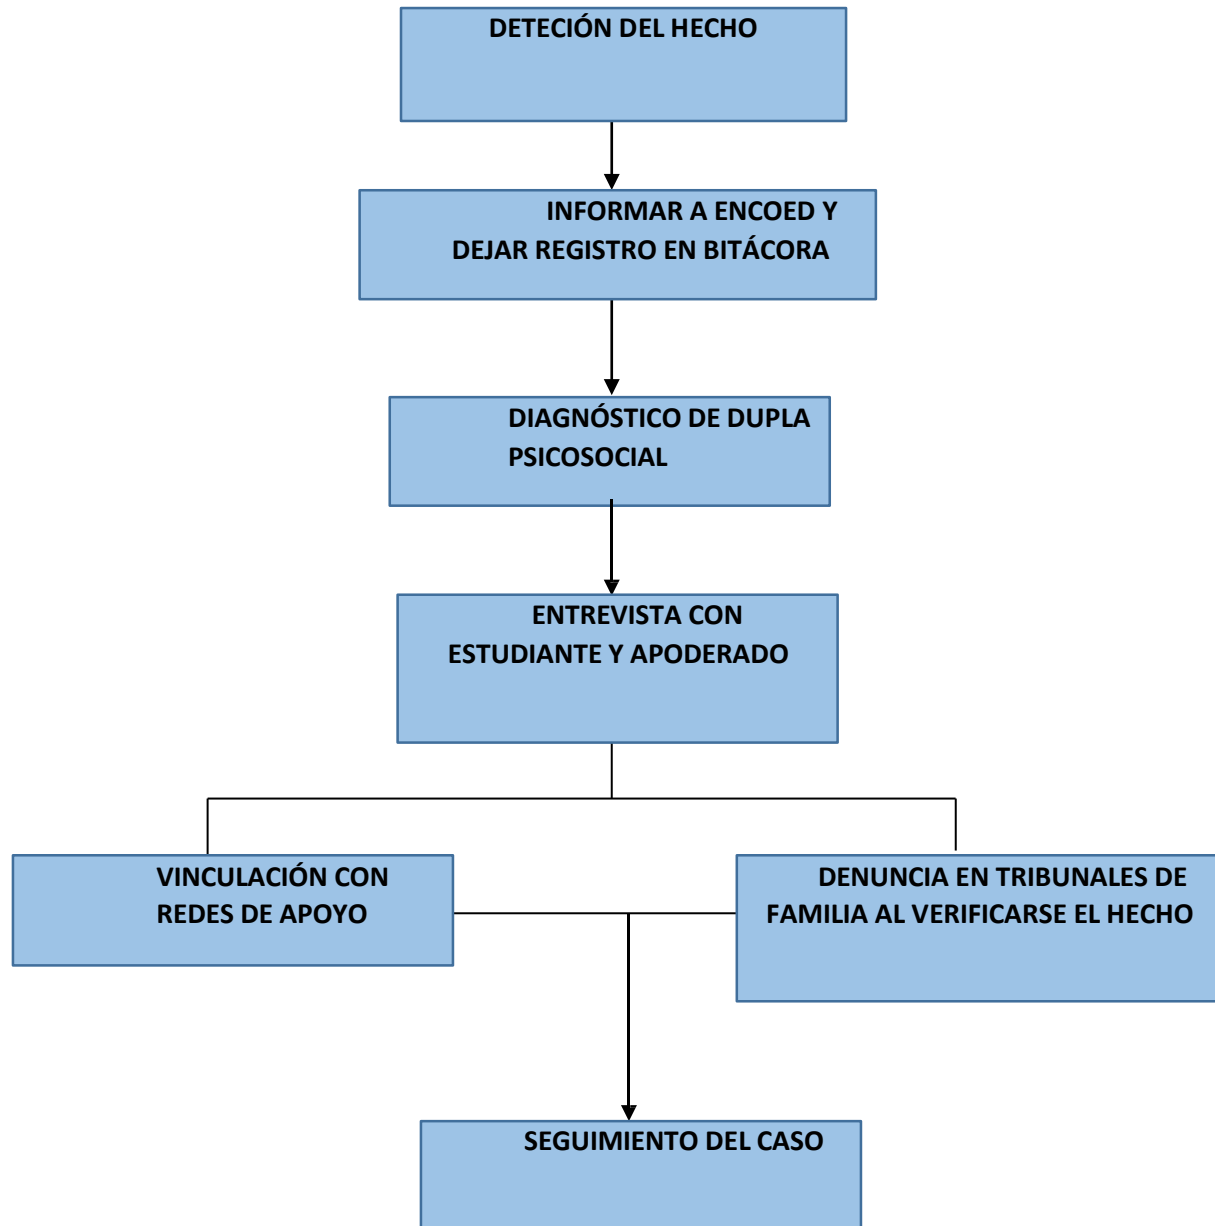 DETECIÓN DEL HECHO
INFORMAR A ENCOED Y
DEJAR REGISTRO EN BITÁCORA
DIAGNÓSTICO DE DUPLA
PSICOSOCIAL
ENTREVISTA CON
ESTUDIANTE Y APODERADO
VINCULACIÓN CON
REDES DE APOYO
DENUNCIA EN TRIBUNALES DE
FAMILIA AL VERIFICARSE EL HECHO
SEGUIMIENTO DEL CASO